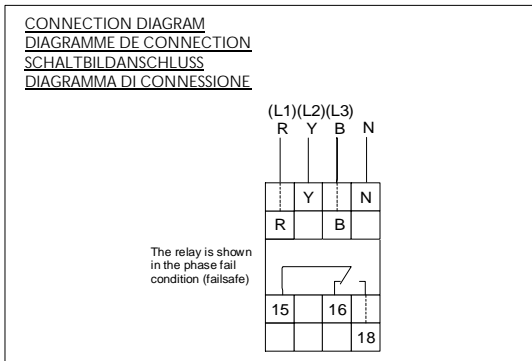 CONNECTION DIAGRAM
DIAGRAMME DE CONNECTION
SCHALTBILDANSCHLUSS
DIAGRAMMA DI CONNESSIONE
(L1)(L2)(L3)
R Y B N
Y N
R B
The relay is shown
in the phase fail
condition (failsafe)
15 16
18